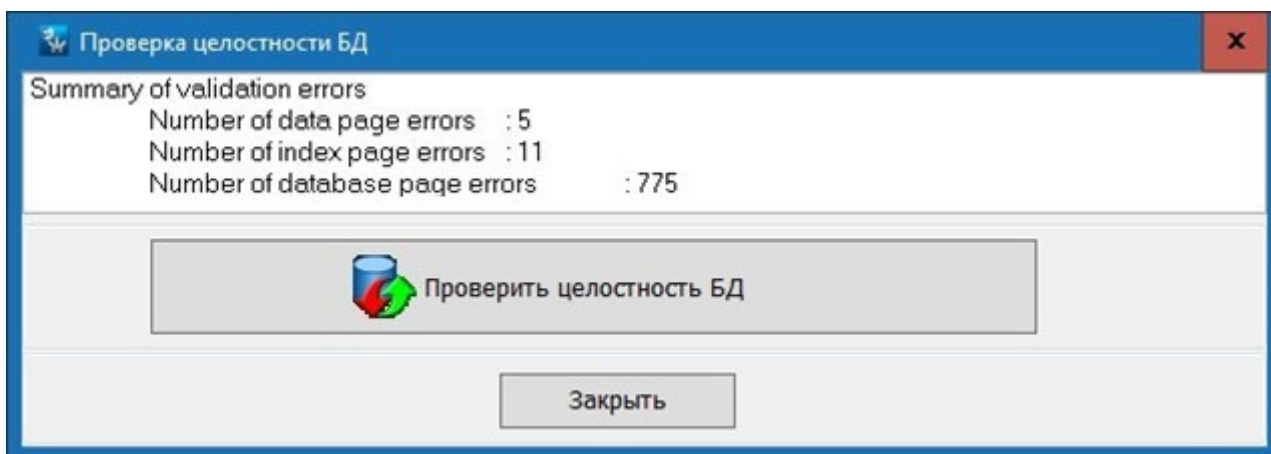 Проверка целостности БД
x
Summary of validation errors
Number of data page errors : 5
Number of index page errors : 11
Number of database page errors : 775
Проверить целостность БД
Закрыть